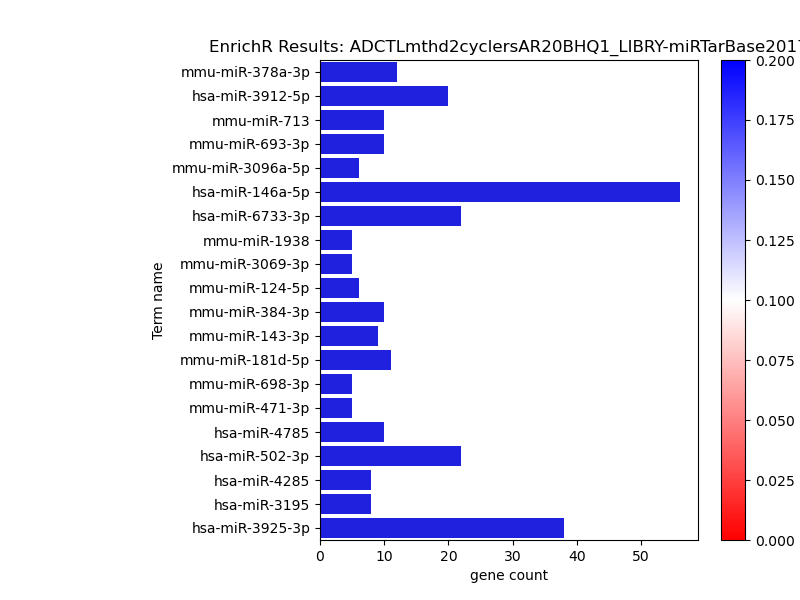 EnrichR Results: ADCTLmthd2cyclersAR20BHQ1_LIBRY-miRTarBase201
mmu-miR-378a-3p
hsa-miR-3912-5p
mmu-miR-713
mmu-miR-693-3p
mmu-miR-3096a-5p
hsa-miR-146a-5p
hsa-miR-6733-3p
mmu-miR-1938
mmu-miR-3069-3p
mmu-miR-124-5p
mmu-miR-384-3p
mmu-miR-143-3p
mmu-miR-181d-5p
mmu-miR-698-3p
mmu-miR-471-3p
hsa-miR-4785
hsa-miR-502-3p
hsa-miR-4285
hsa-miR-3195
hsa-miR-3925-3p
Term name
0 10 20 30 40 50
gene count
0.200
0.175
0.150
0.125
0.100
0.075
0.050
0.025
0.000